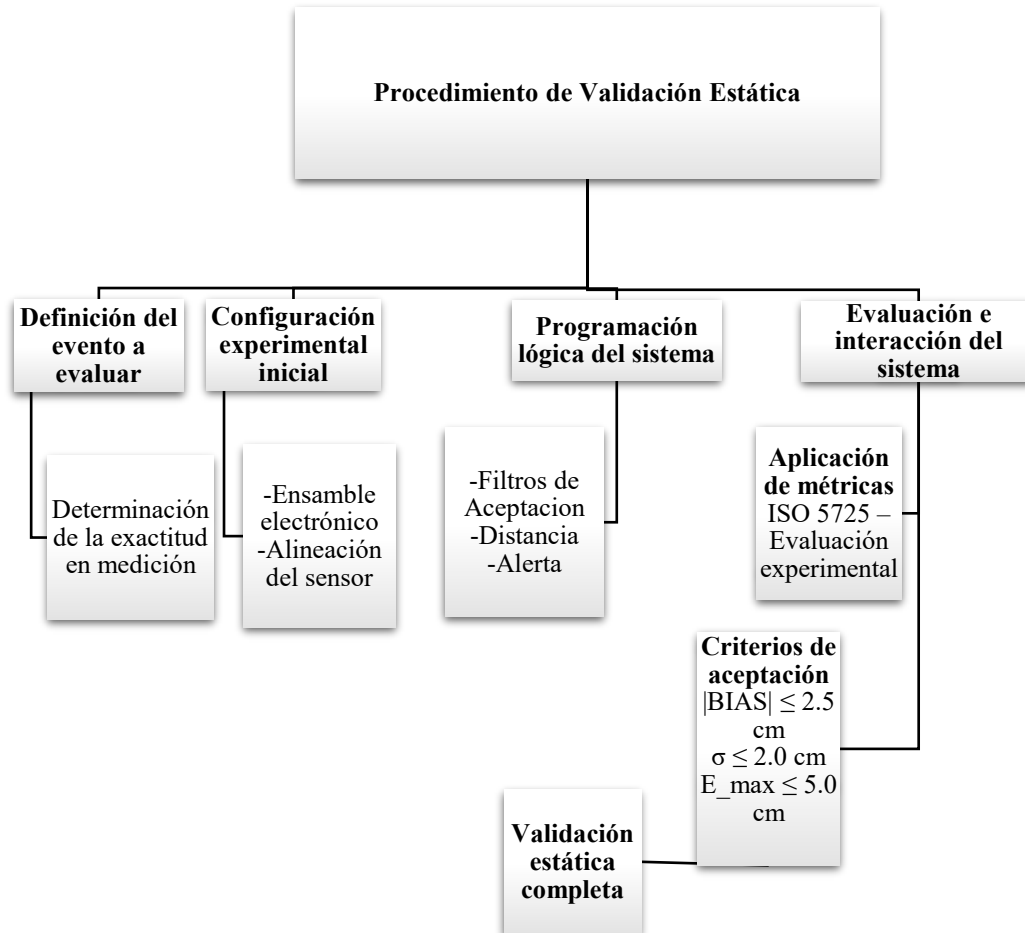 Procedimiento de Validación Estática
Definición del
evento a
evaluar
Configuración
experimental
inicial
Programación
lógica del sistema
Evaluación e
interacción del
sistema
Determinación
de la exactitud
en medición
-Ensamble
electrónico
-Alineación
del sensor
-Filtros de
Aceptacion
-Distancia
-Alerta
Aplicación
de métricas
ISO 5725 –
Evaluación
experimental
Criterios de
aceptación
|BIAS| ≤ 2.5
cm
σ ≤ 2.0 cm
E_max ≤ 5.0
cm
Validación
estática
completa